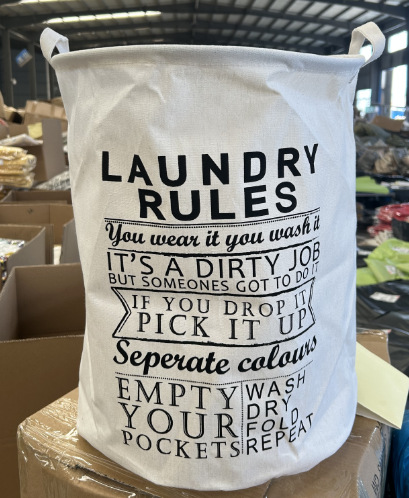 LAUNDRY
RULES
You wear it you wash it
IT'S A DIRTY JOB
BUT SOMEONES GOT TO DO IT
IF YOU DROP IT
PICK IT UP
Seperate colours
EMPTY
YOUR
POCKETS
WASH
DRY
FOLD
REPEAT